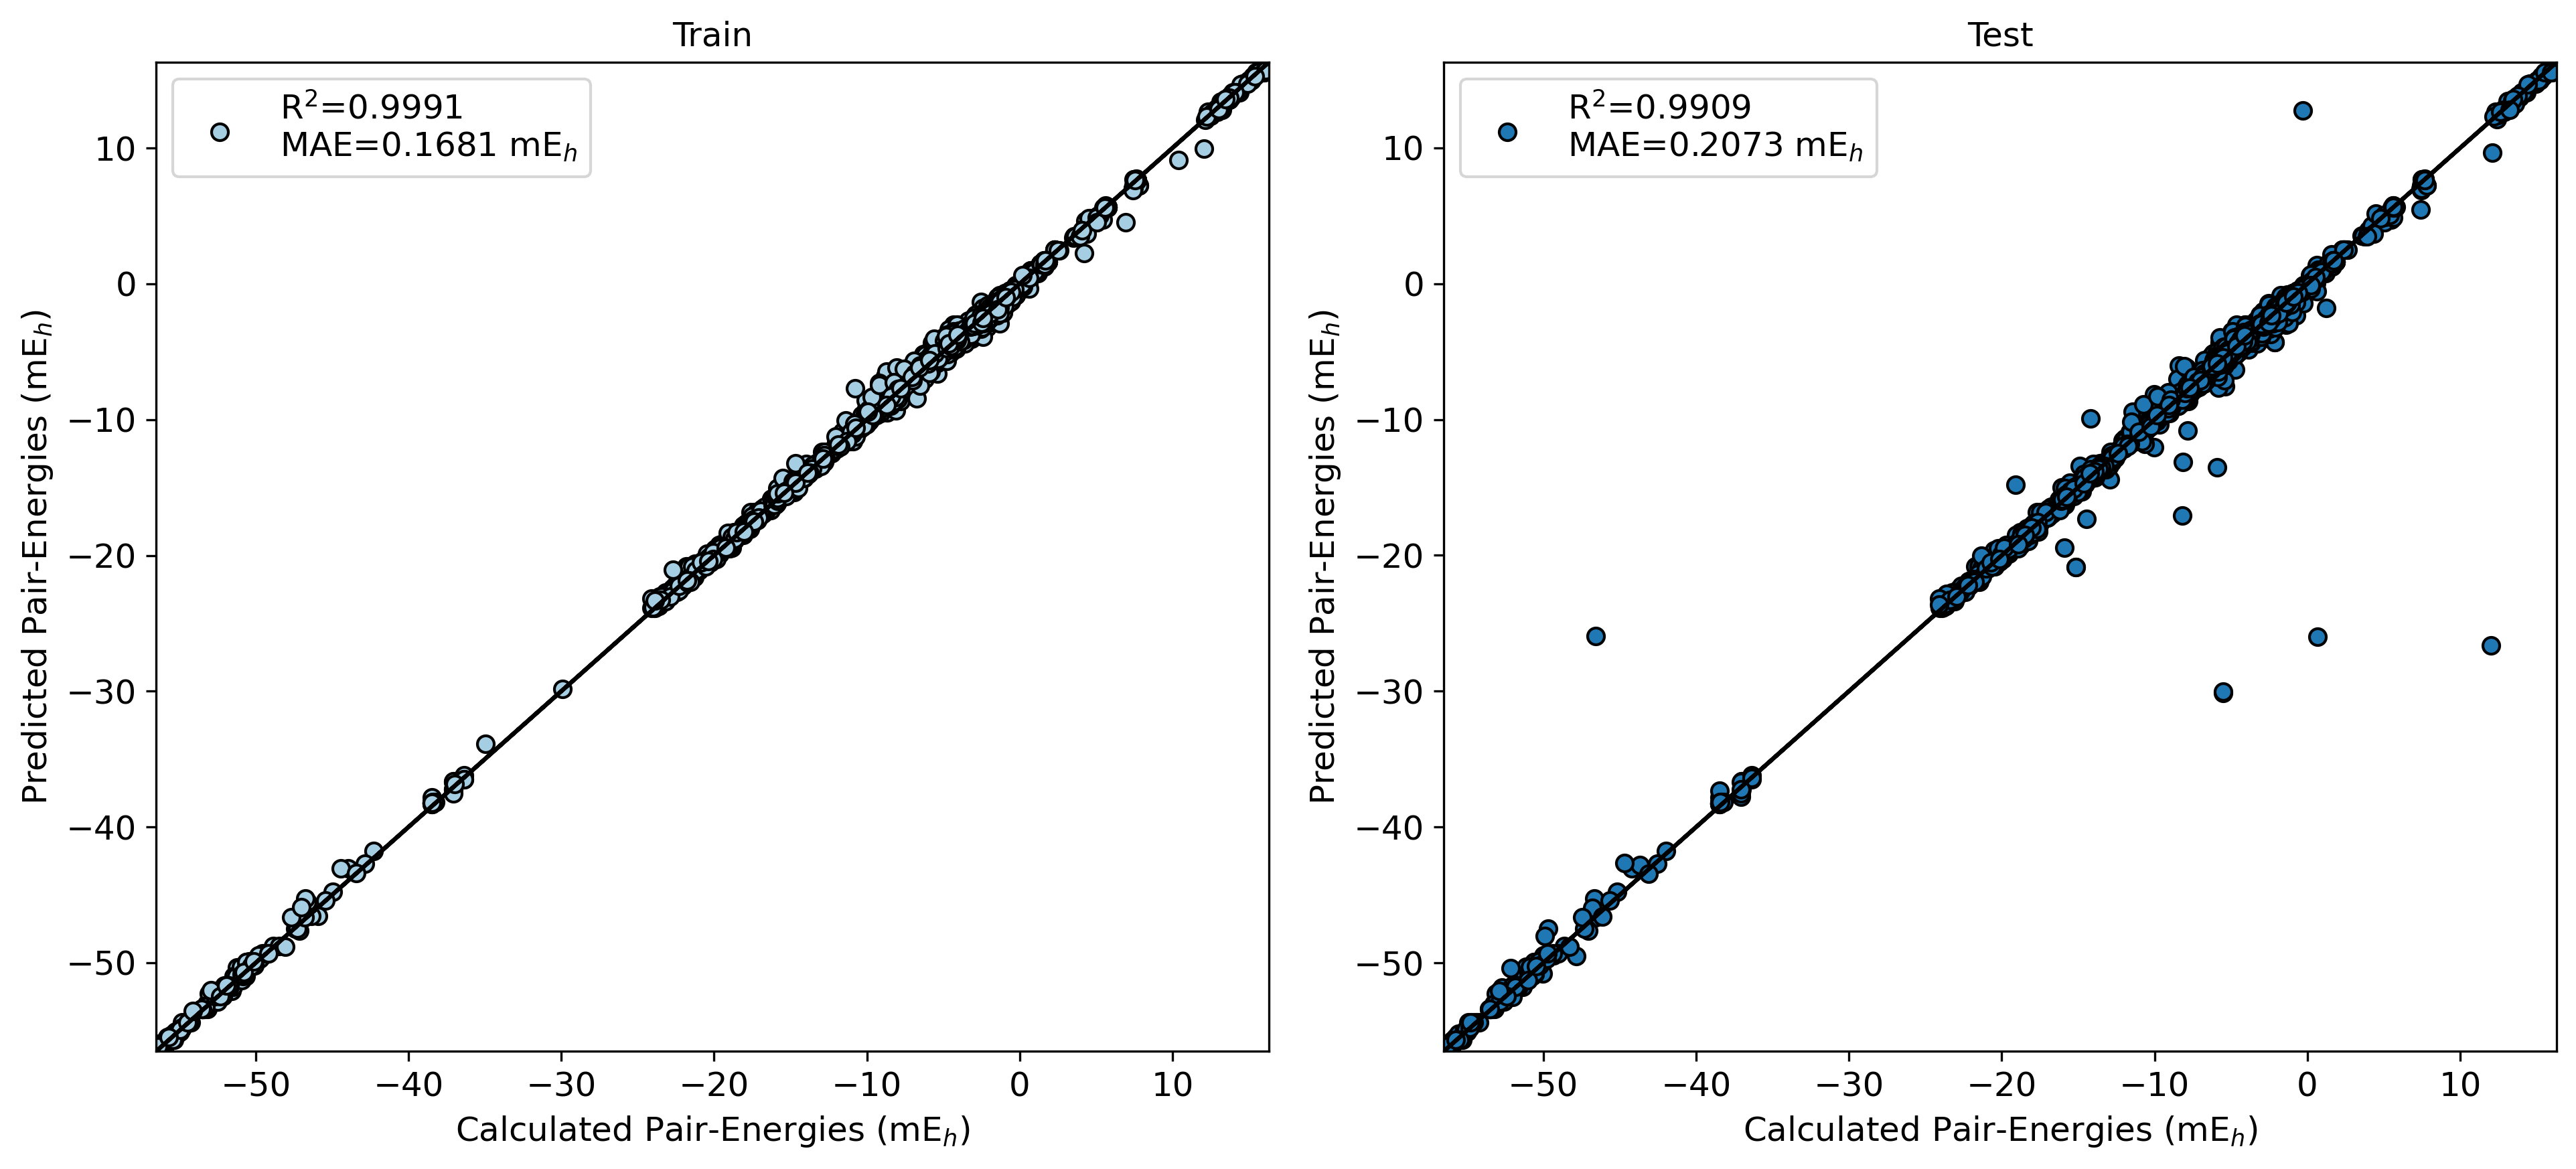 Train
R²=0.9991
MAE=0.1681 mEₕ
10
0
−10
−20
−30
−40
−50
Predicted Pair-Energies (mEₕ)
−50 −40 −30 −20 −10 0 10
Calculated Pair-Energies (mEₕ)
Test
R²=0.9909
MAE=0.2073 mEₕ
10
0
−10
−20
−30
−40
−50
Predicted Pair-Energies (mEₕ)
−50 −40 −30 −20 −10 0 10
Calculated Pair-Energies (mEₕ)